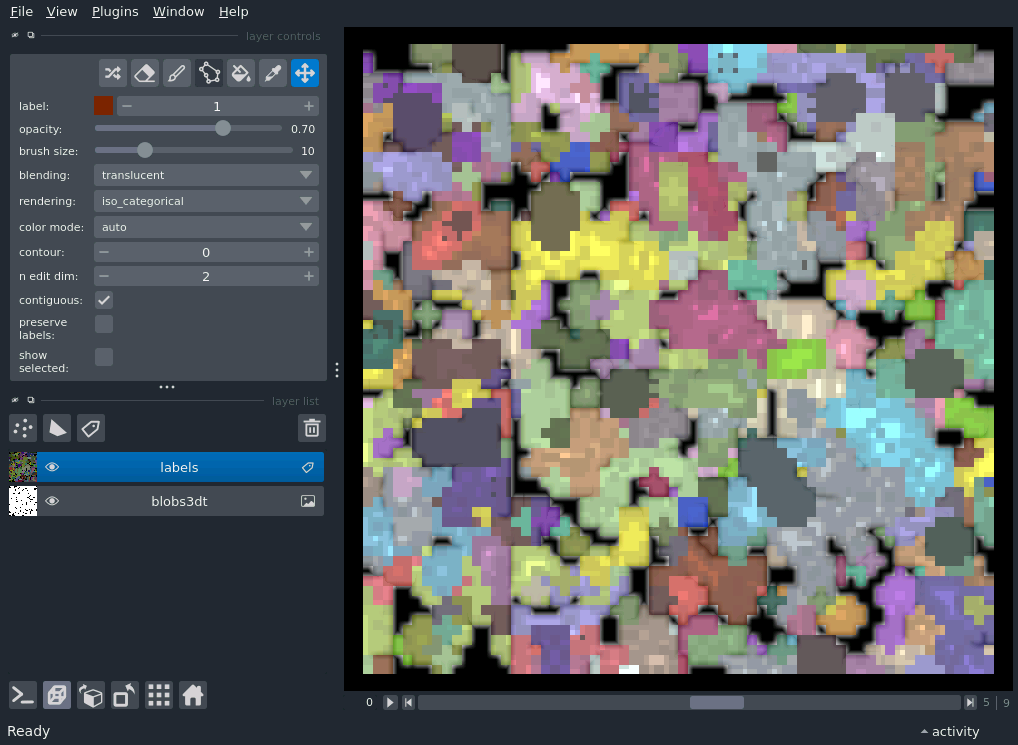 File View Plugins Window Help
layer controls
label: 1
opacity: 0.70
brush size: 10
blending: translucent
rendering: iso_categorical
color mode: auto
contour: 0
n edit dim: 2
contiguous:
preserve
labels:
show
selected:
layer list
labels
blobs3dt
0 5 9
Ready activity